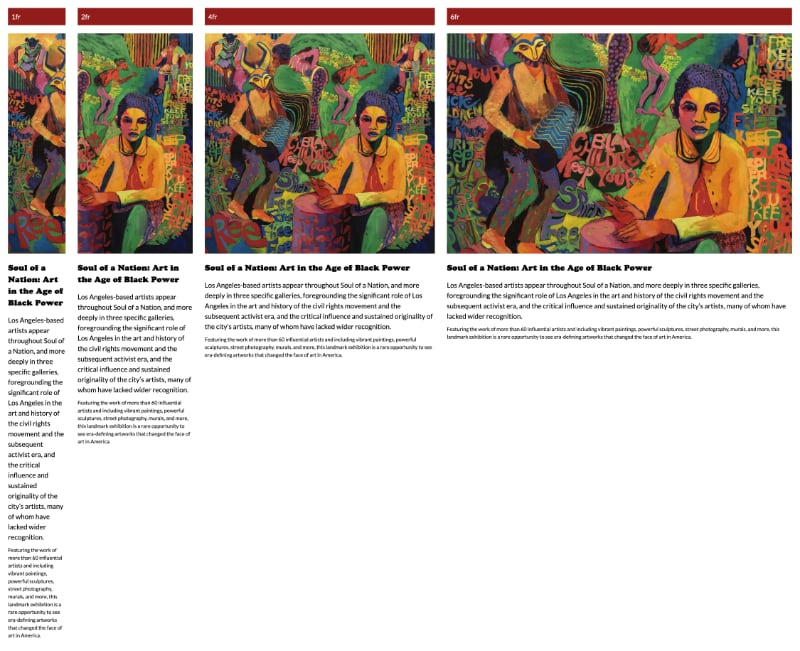 1fr
2fr
4fr
6fr
Soul of a
Nation: Art
in the Age of
Black Power
Los Angeles-based
artists appear
throughout Soul of
a Nation, and more
deeply in three
specific galleries,
foregrounding the
significant role of
Los Angeles in the
art and history of
the civil rights
movement and the
subsequent
activist era, and
the critical
influence and
sustained
originality of the
city's artists, many
of whom have
lacked wider
recognition.
Featuring the work of
more than 60 influential
artists and including
vibrant paintings,
powerful sculptures,
street photography,
murals, and more, this
landmark exhibition is a
rare opportunity to see
era-defining artworks
that changed the face of
art in America.
Soul of a Nation: Art in
the Age of Black Power
Los Angeles-based artists appear
throughout Soul of a Nation, and more
deeply in three specific galleries,
foregrounding the significant role of
Los Angeles in the art and history of
the civil rights movement and the
subsequent activist era, and the
critical influence and sustained
originality of the city's artists, many of
whom have lacked wider recognition.
Featuring the work of more than 60 influential
artists and including vibrant paintings, powerful
sculptures, street photography, murals, and more,
this landmark exhibition is a rare opportunity to
see era-defining artworks that changed the face of
art in America.
Soul of a Nation: Art in the Age of Black Power
Los Angeles-based artists appear throughout Soul of a Nation, and more
deeply in three specific galleries, foregrounding the significant role of Los
Angeles in the art and history of the civil rights movement and the
subsequent activist era, and the critical influence and sustained originality of
the city's artists, many of whom have lacked wider recognition.
Featuring the work of more than 60 influential artists and including vibrant paintings, powerful
sculptures, street photography, murals, and more, this landmark exhibition is a rare opportunity to see
era-defining artworks that changed the face of art in America.
Soul of a Nation: Art in the Age of Black Power
Los Angeles-based artists appear throughout Soul of a Nation, and more deeply in three specific galleries,
foregrounding the significant role of Los Angeles in the art and history of the civil rights movement and the
subsequent activist era, and the critical influence and sustained originality of the city's artists, many of whom have
lacked wider recognition.
Featuring the work of more than 60 influential artists and including vibrant paintings, powerful sculptures, street photography, murals, and more, this
landmark exhibition is a rare opportunity to see era-defining artworks that changed the face of art in America.